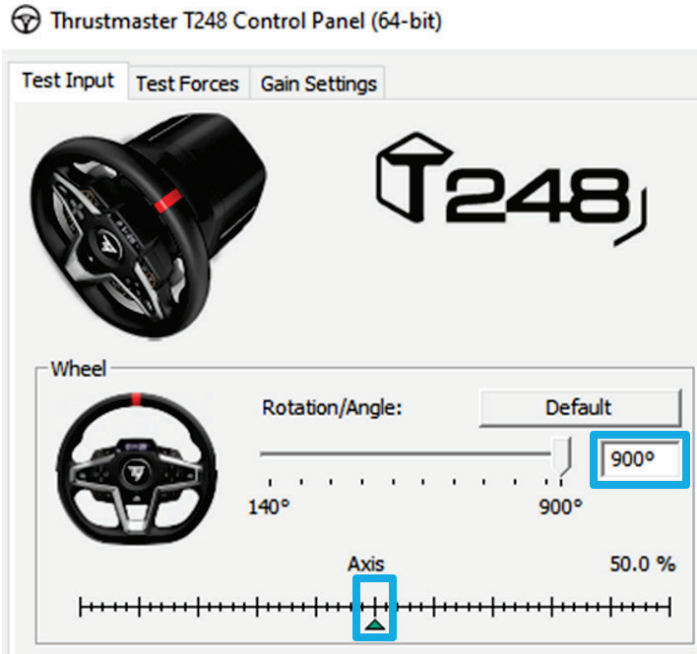 Thrustmaster T248 Control Panel (64-bit)
Test Input Test Forces Gain Settings
T248
Wheel
Rotation/Angle: Default
900°
140° 900°
Axis 50.0 %